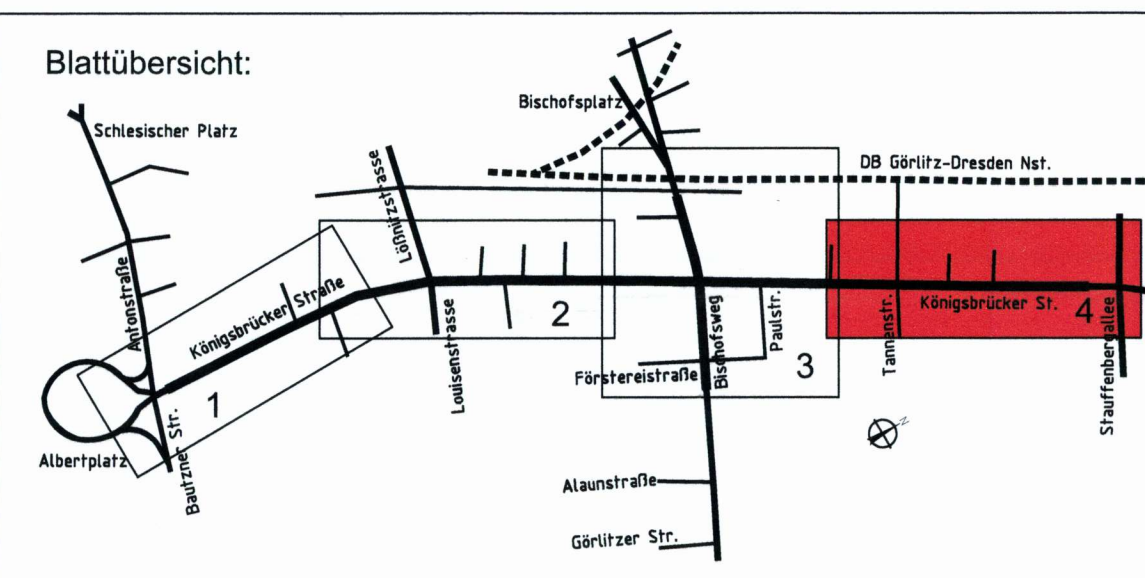 Blattübersicht:
Schlesischer Platz
Bischofsplatz
DB Görlitz-Dresden Nst.
Lößnitzstrasse
Antonstraße
Königsbrücker Straße
1
2
3
4
Louisenstrasse
Förstereistraße
Bischofsweg
Paulstr.
Tannenstr.
Königsbrücker St.
Stauffenbergallee
Albertplatz
Bautzner Str.
N
Alaunstraße
Görlitzer Str.